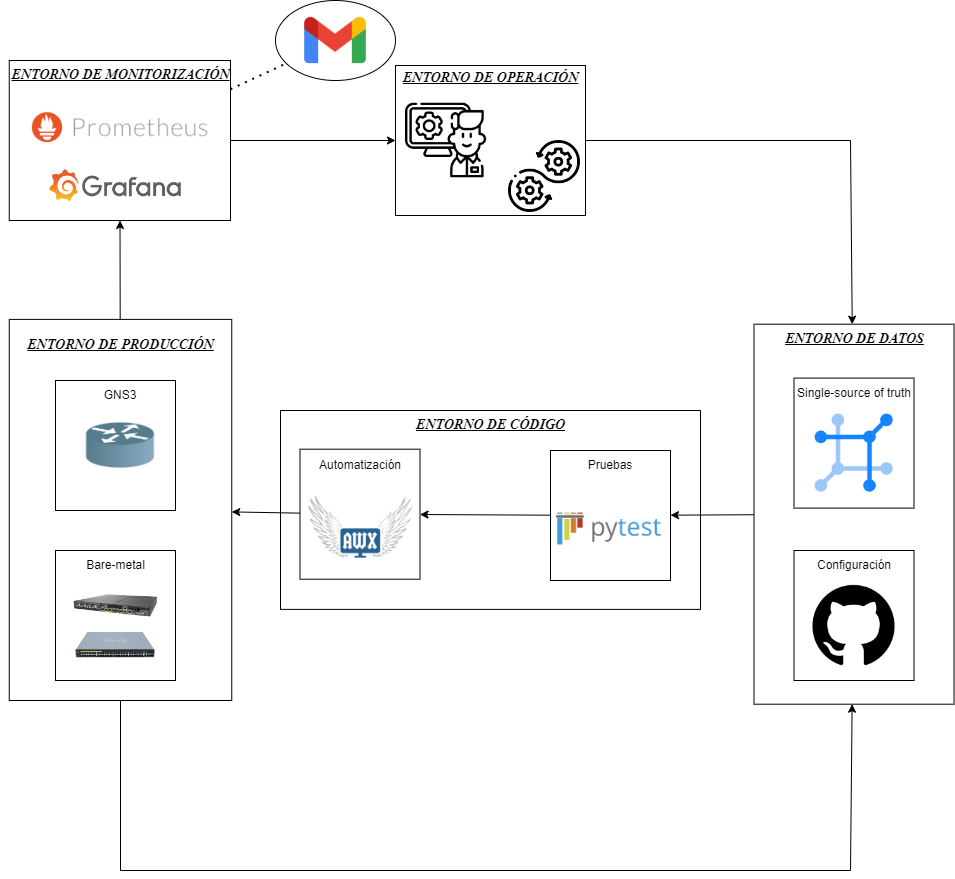 ENTORNO DE MONITORIZACIÓN
Prometheus
Grafana
ENTORNO DE OPERACIÓN
ENTORNO DE PRODUCCIÓN
GNS3
Bare-metal
ENTORNO DE CÓDIGO
Automatización
AWX
Pruebas
pytest
ENTORNO DE DATOS
Single-source of truth
Configuración